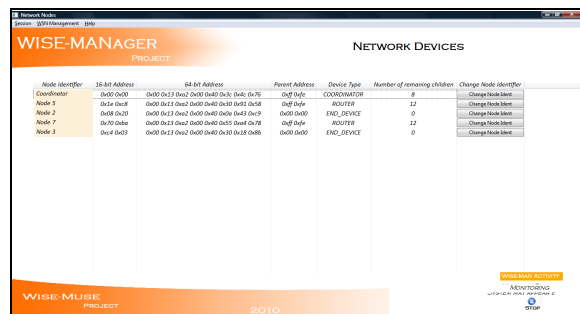 Network Nodes
Session WSN Management Help
WISE-MANAGER
PROJECT
NETWORK DEVICES
Node Identifier 16-bit Address 64-bit Address Parent Address Device Type Number of remaning children Change Node Identifier
Coordinator 0x00 0x00 0x00 0x13 0xa2 0x00 0x40 0x3c 0x4c 0x76 0xff 0xfe COORDINATOR 8 Change Node Ident
Node 5 0x1e 0xc8 0x00 0x13 0xa2 0x00 0x40 0x30 0x91 0x58 0xff 0xfe ROUTER 12 Change Node Ident
Node 2 0x08 0x20 0x00 0x13 0xa2 0x00 0x40 0x0a 0x43 0xc9 0x00 0x00 END_DEVICE 0 Change Node Ident
Node 7 0x70 0xba 0x00 0x13 0xa2 0x00 0x40 0x55 0xa4 0x78 0xff 0xfe ROUTER 12 Change Node Ident
Node 3 0xc4 0x03 0x00 0x13 0xa2 0x00 0x40 0x30 0x18 0x8b 0x00 0x00 END_DEVICE 0 Change Node Ident
WISE-MAN ACTIVITY
MONITORING
STOP
WISE-MUSE
PROJECT
2010